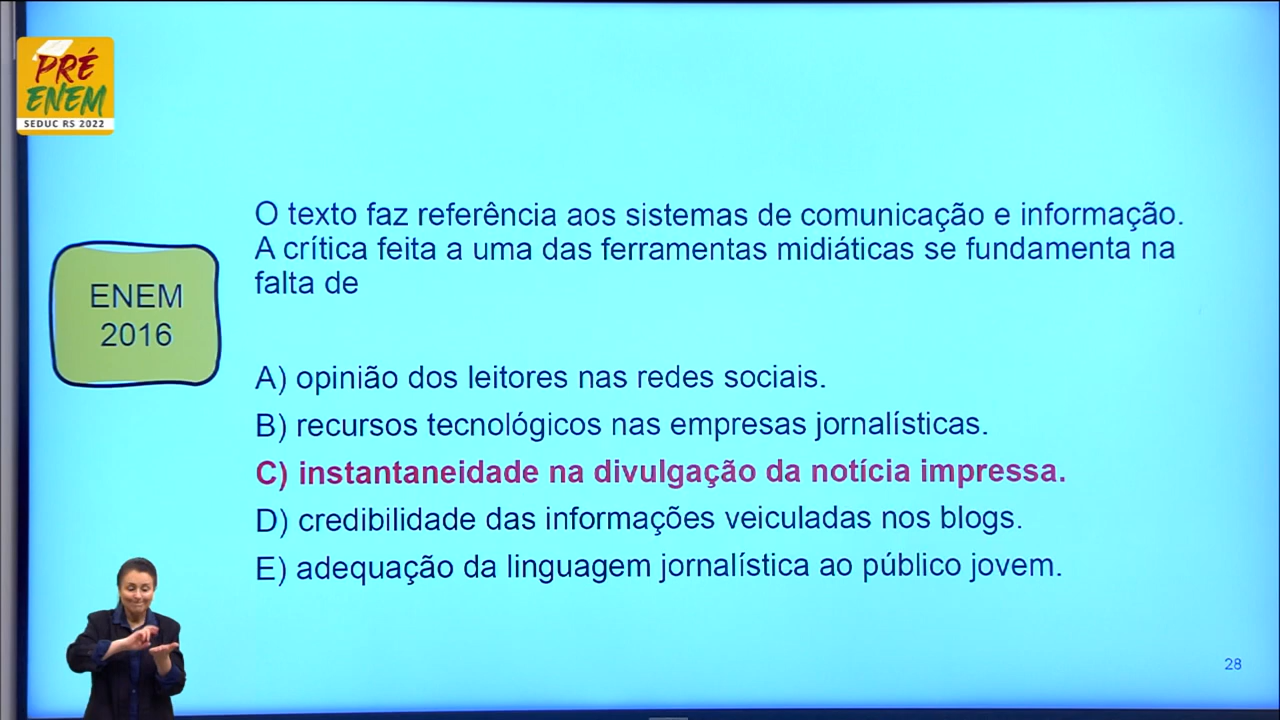 PRÉ
ENEM
SEDUC RS 2022
O texto faz referência aos sistemas de comunicação e informação.
A crítica feita a uma das ferramentas midiáticas se fundamenta na
falta de
ENEM
2016
A) opinião dos leitores nas redes sociais.
B) recursos tecnológicos nas empresas jornalísticas.
C) instantaneidade na divulgação da notícia impressa.
D) credibilidade das informações veiculadas nos blogs.
E) adequação da linguagem jornalística ao público jovem.
28